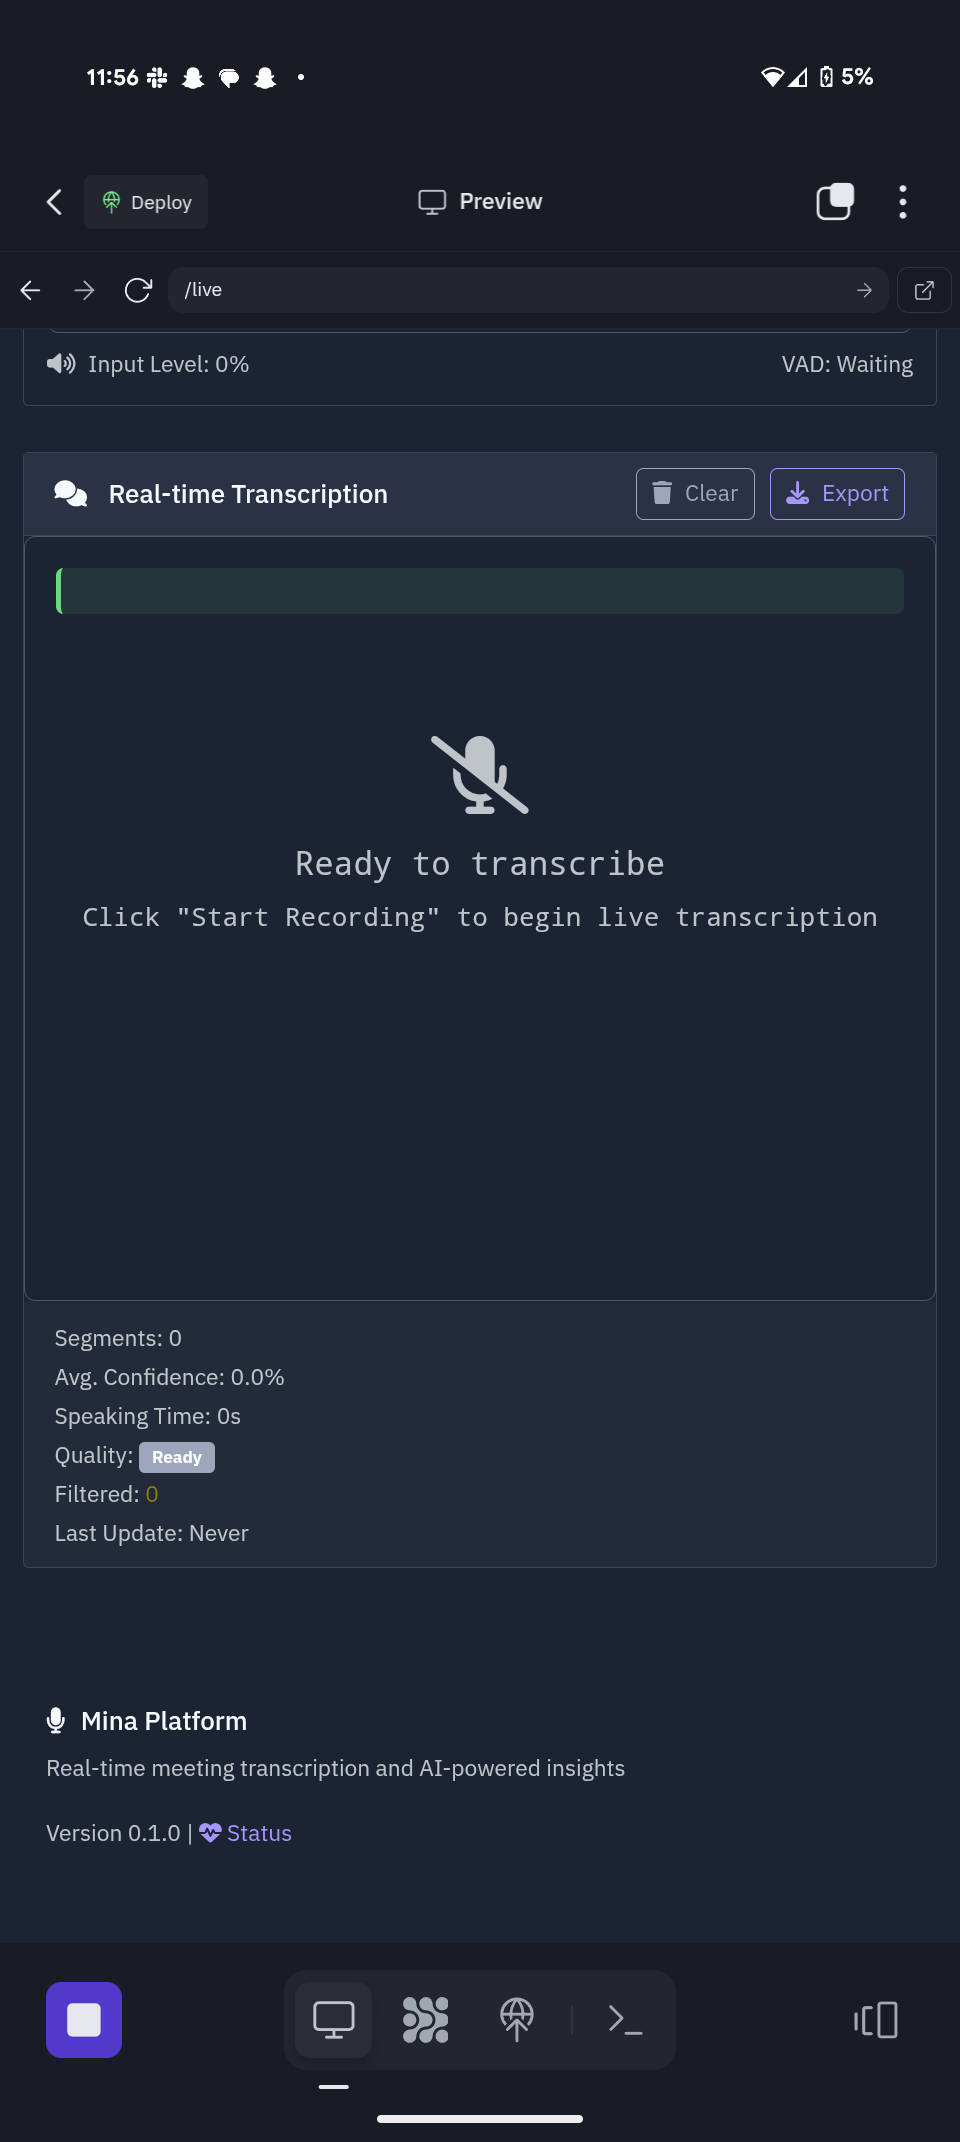 11:56
5%
Deploy
Preview
/live
Input Level: 0%
VAD: Waiting
Real-time Transcription
Clear
Export
Ready to transcribe
Click "Start Recording" to begin live transcription
Segments: 0
Avg. Confidence: 0.0%
Speaking Time: 0s
Quality: Ready
Filtered: 0
Last Update: Never
Mina Platform
Real-time meeting transcription and AI-powered insights
Version 0.1.0 | Status